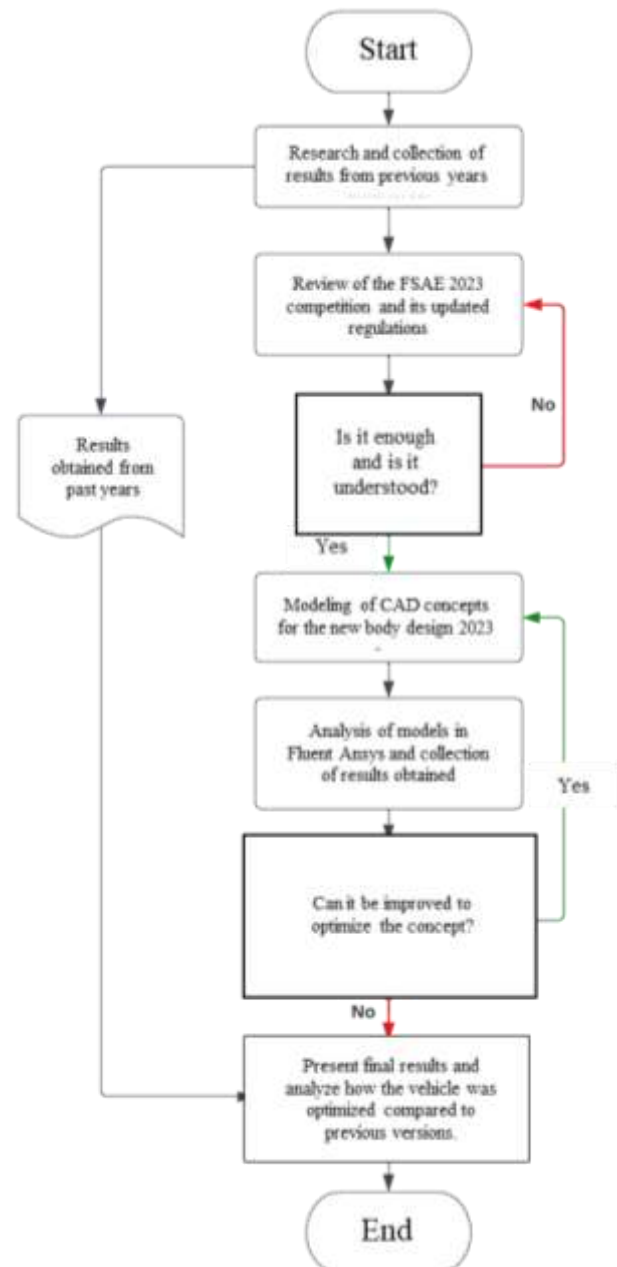 Start
Research and collection of
results from previous years
Review of the FSAE 2023
competition and its updated
regulations
No
Is it enough
and is it
understood?
Results
obtained from
past years
Yes
Modeling of CAD concepts
for the new body design 2023
Analysis of models in
Fluent Ansys and collection
of results obtained
Yes
Can it be improved to
optimize the concept?
No
Present final results and
analyze how the vehicle was
optimized compared to
previous versions.
End